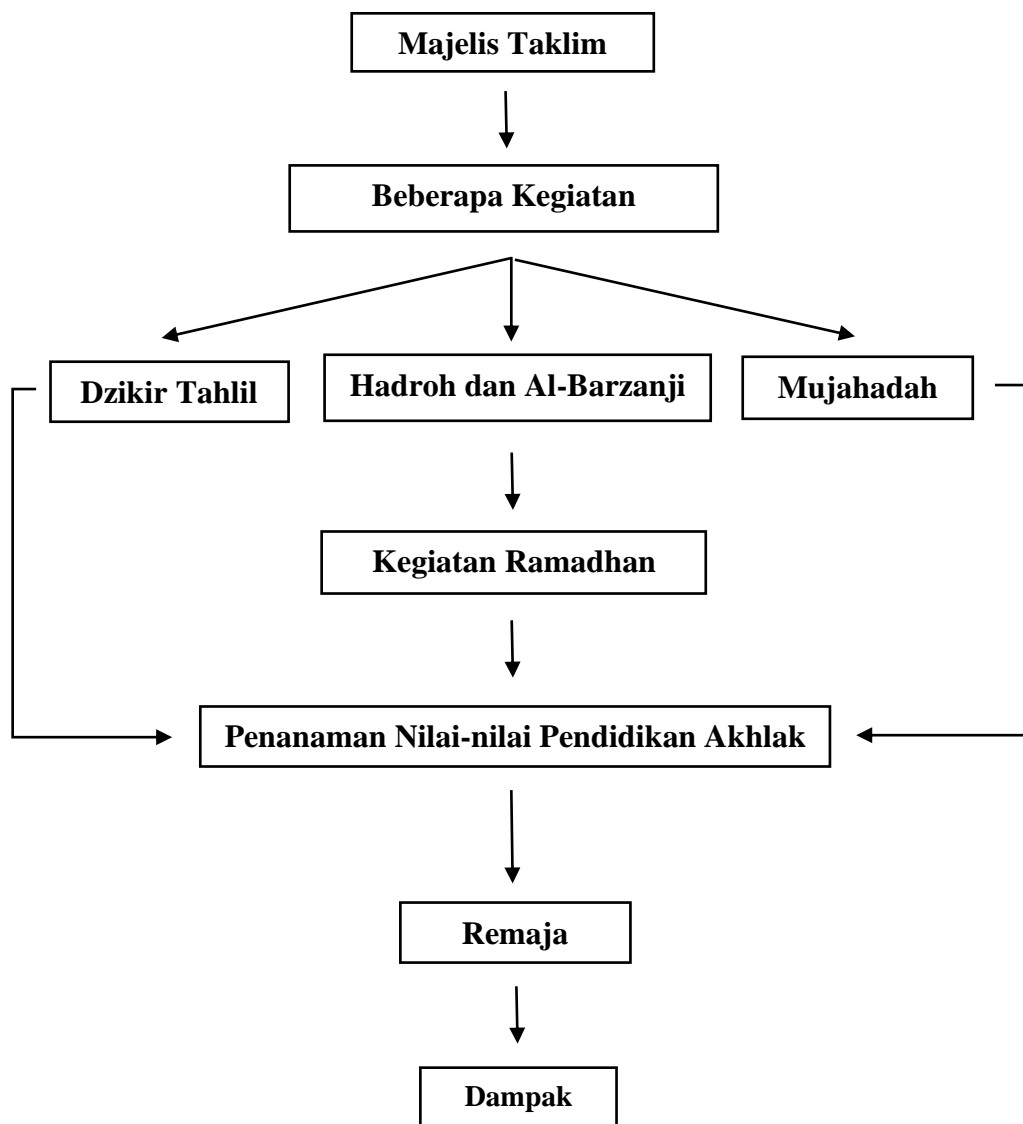 Majelis Taklim
Beberapa Kegiatan
Dzikir Tahlil
Hadroh dan Al-Barzanji
Mujahadah
Kegiatan Ramadhan
Penanaman Nilai-nilai Pendidikan Akhlak
Remaja
Dampak